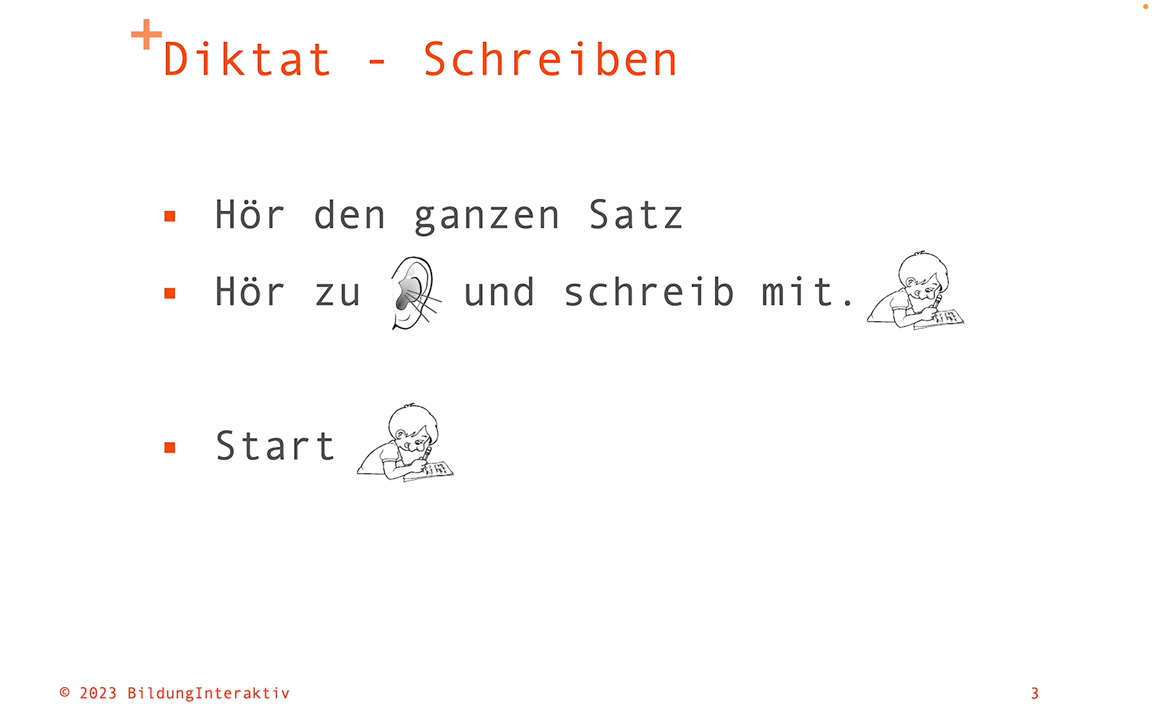 Diktat - Schreiben
Hör den ganzen Satz
Hör zu und schreib mit.
Start
© 2023 BildungInteraktiv
3